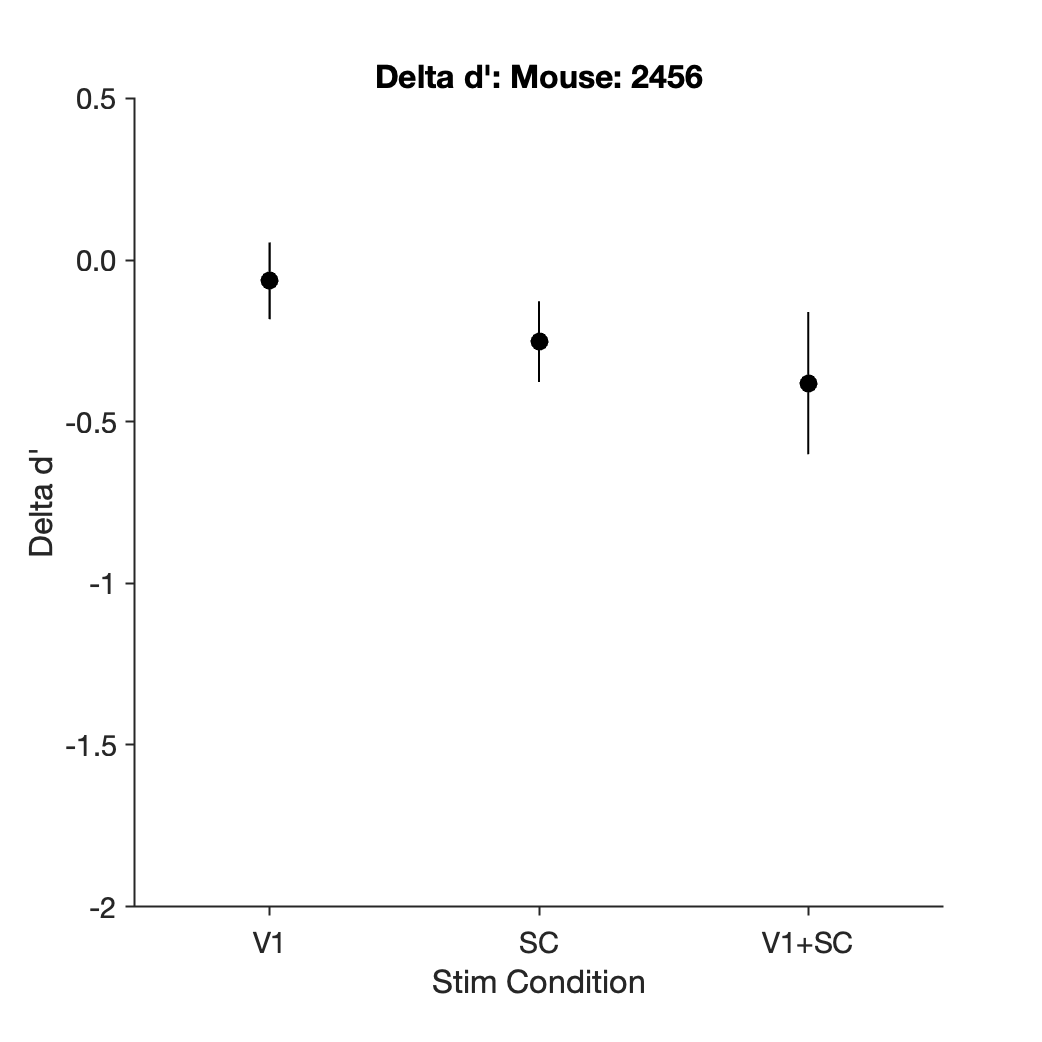 Delta d': Mouse: 2456
0.5
0.0
-0.5
-1
-1.5
-2
Delta d'
V1
SC
V1+SC
Stim Condition